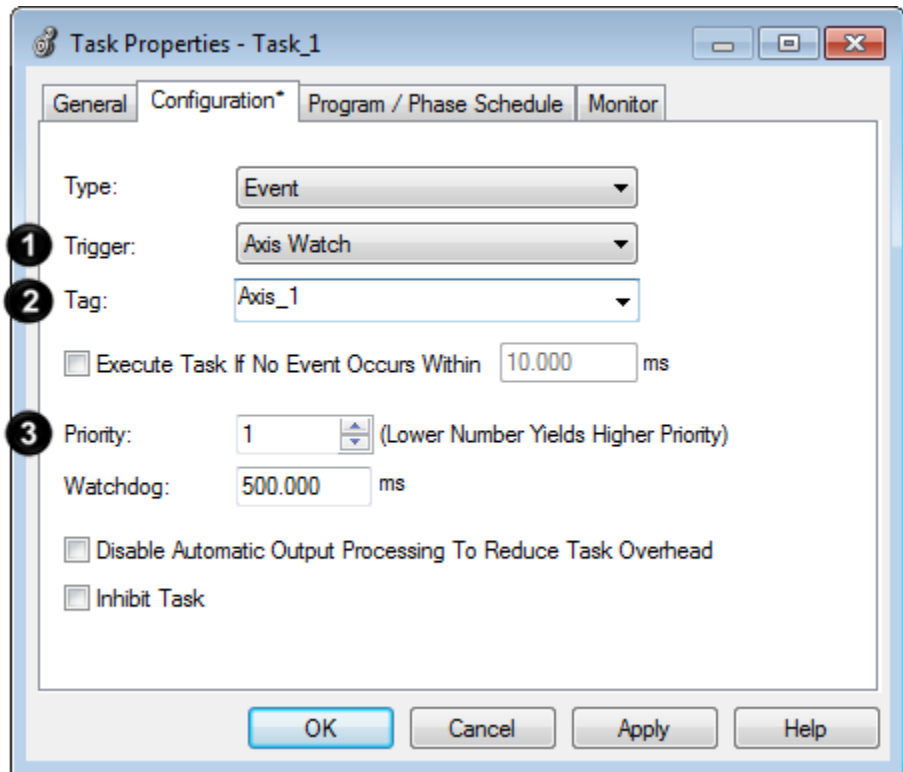 Task Properties - Task_1
General Configuration* Program / Phase Schedule Monitor
Type: Event
1 Trigger: Axis Watch
2 Tag: Axis_1
Execute Task If No Event Occurs Within 10.000 ms
3 Priority: 1 (Lower Number Yields Higher Priority)
Watchdog: 500.000 ms
Disable Automatic Output Processing To Reduce Task Overhead
Inhibit Task
OK Cancel Apply Help